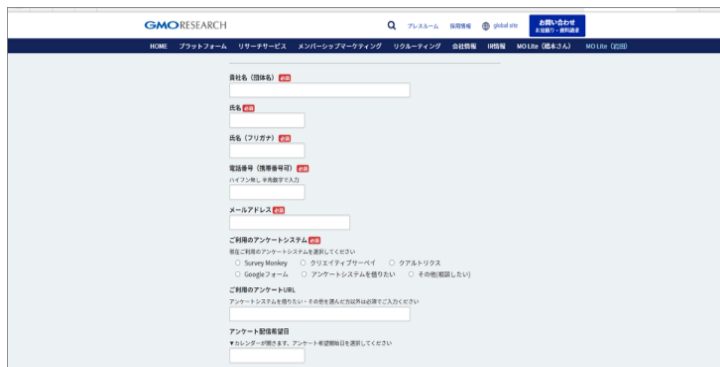 GMO RESEARCH
プレスルーム 採用情報 global site お問い合わせ
お見積り・資料請求
HOME プラットフォーム リサーチサービス メンバーシップマーケティング リクルーティング 会社情報 IR情報 MO Lite（橋本さん） MO Lite（岩田）
貴社名（団体名） 必須
氏名 必須
氏名（フリガナ） 必須
電話番号（携帯番号可） 必須
ハイフン無し 半角数字で入力
メールアドレス 必須
ご利用のアンケートシステム 必須
現在ご利用のアンケートシステムを選択してください
Survey Monkey クリエイティブサーベイ クアルトリクス
Googleフォーム アンケートシステムを借りたい その他(相談したい)
ご利用のアンケートURL
アンケートシステムを借りたい・その他を選んだ方以外は必須でご入力ください
アンケート配信希望日
▼カレンダーが開きます、アンケート希望開始日を選択してください